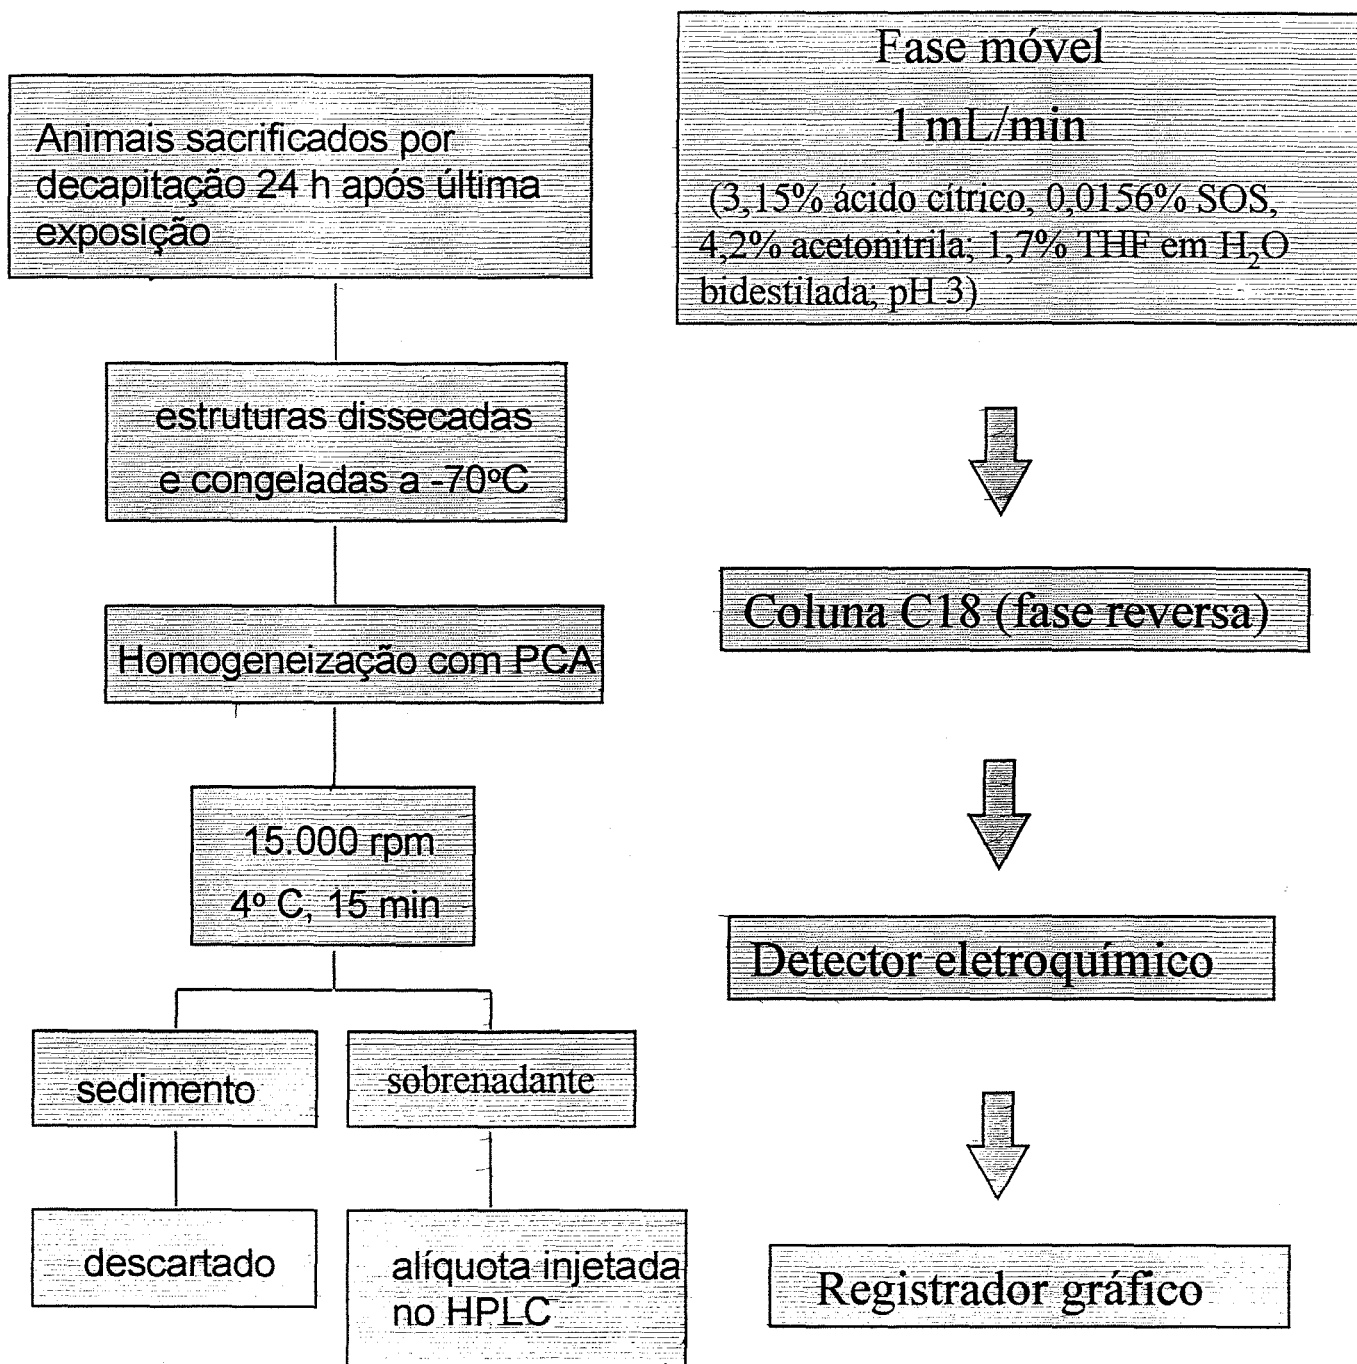 Animais sacrificados por
decapitação 24 h após última
exposição
estruturas dissecadas
e congeladas a -70ºC
Homogeneização com PCA
15.000 rpm
4º C, 15 min
sedimento
sobrenadante
descartado
alíquota injetada
no HPLC
Fase móvel
1 mL/min
(3,15% ácido cítrico, 0,0156% SOS,
4,2% acetonitrila; 1,7% THF em H₂O
bidestilada; pH 3)
Coluna C18 (fase reversa)
Detector eletroquímico
Registrador gráfico